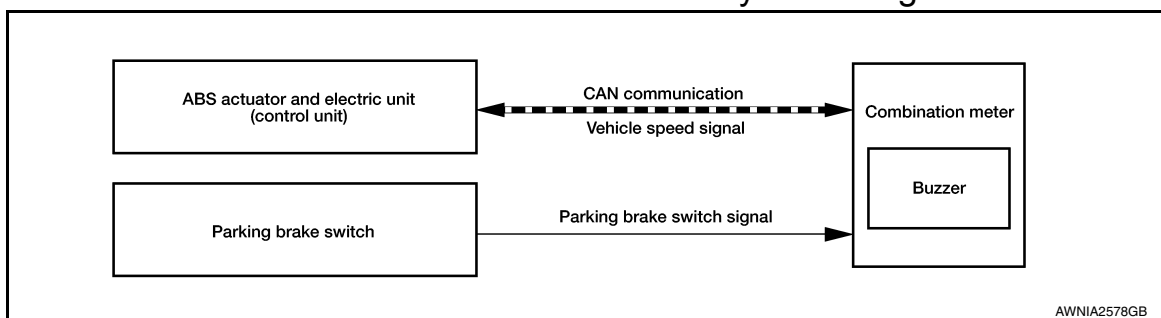 ABS actuator and electric unit
(control unit)
CAN communication
Vehicle speed signal
Combination meter
Buzzer
Parking brake switch
Parking brake switch signal
AWNIA2578GB